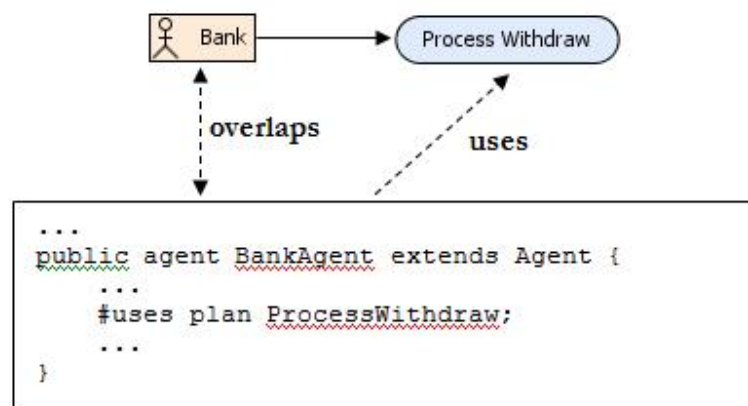 Bank
Process Withdraw
overlaps
uses
...
public agent BankAgent extends Agent {
...
#uses plan ProcessWithdraw;
...
}